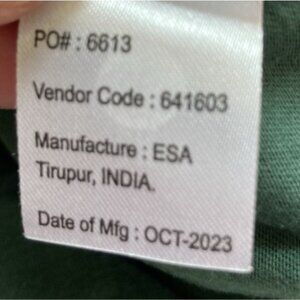 PO# : 6613
Vendor Code : 641603
Manufacture : ESA
Tirupur, INDIA.
Date of Mfg : OCT-2023